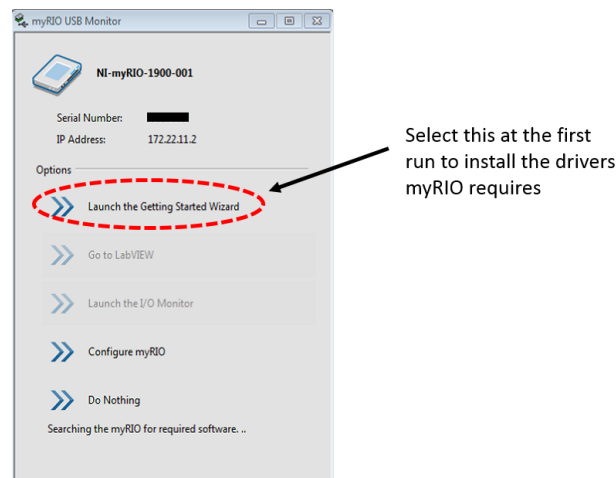 myRIO USB Monitor
NI-myRIO-1900-001
Serial Number:
IP Address: 172.22.11.2
Options
Launch the Getting Started Wizard
Go to LabVIEW
Launch the I/O Monitor
Configure myRIO
Do Nothing
Searching the myRIO for required software. ..
Select this at the first
run to install the drivers
myRIO requires